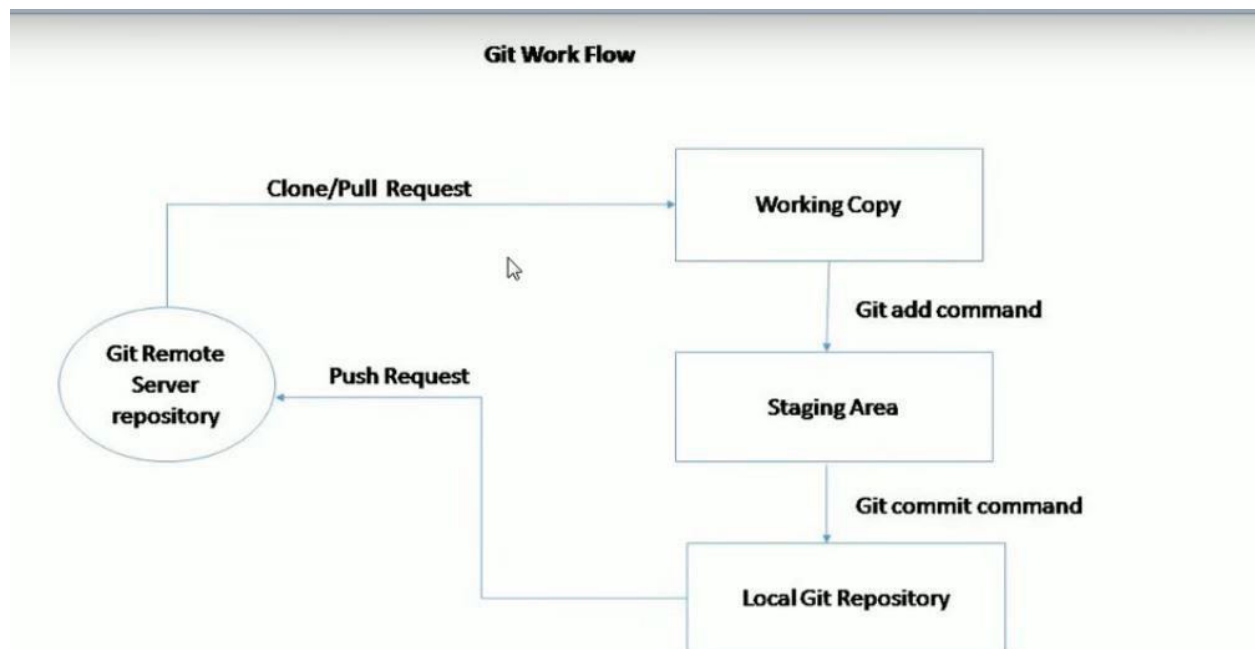 Git Work Flow
Clone/Pull Request
Working Copy
Git add command
Git Remote
Server
repository
Push Request
Staging Area
Git commit command
Local Git Repository